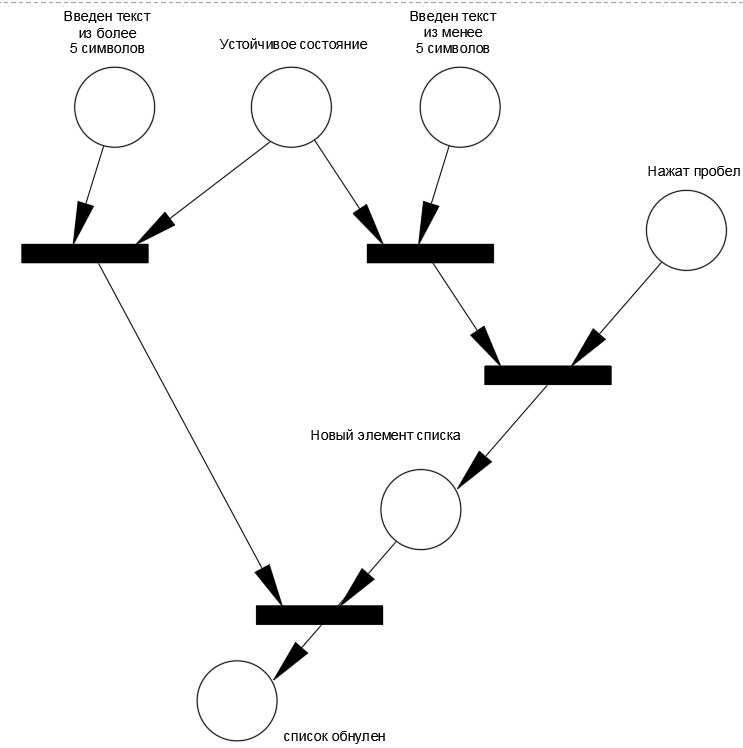 Введен текст
из более
5 символов
Устойчивое состояние
Введен текст
из менее
5 символов
Нажат пробел
Новый элемент списка
список обнулен